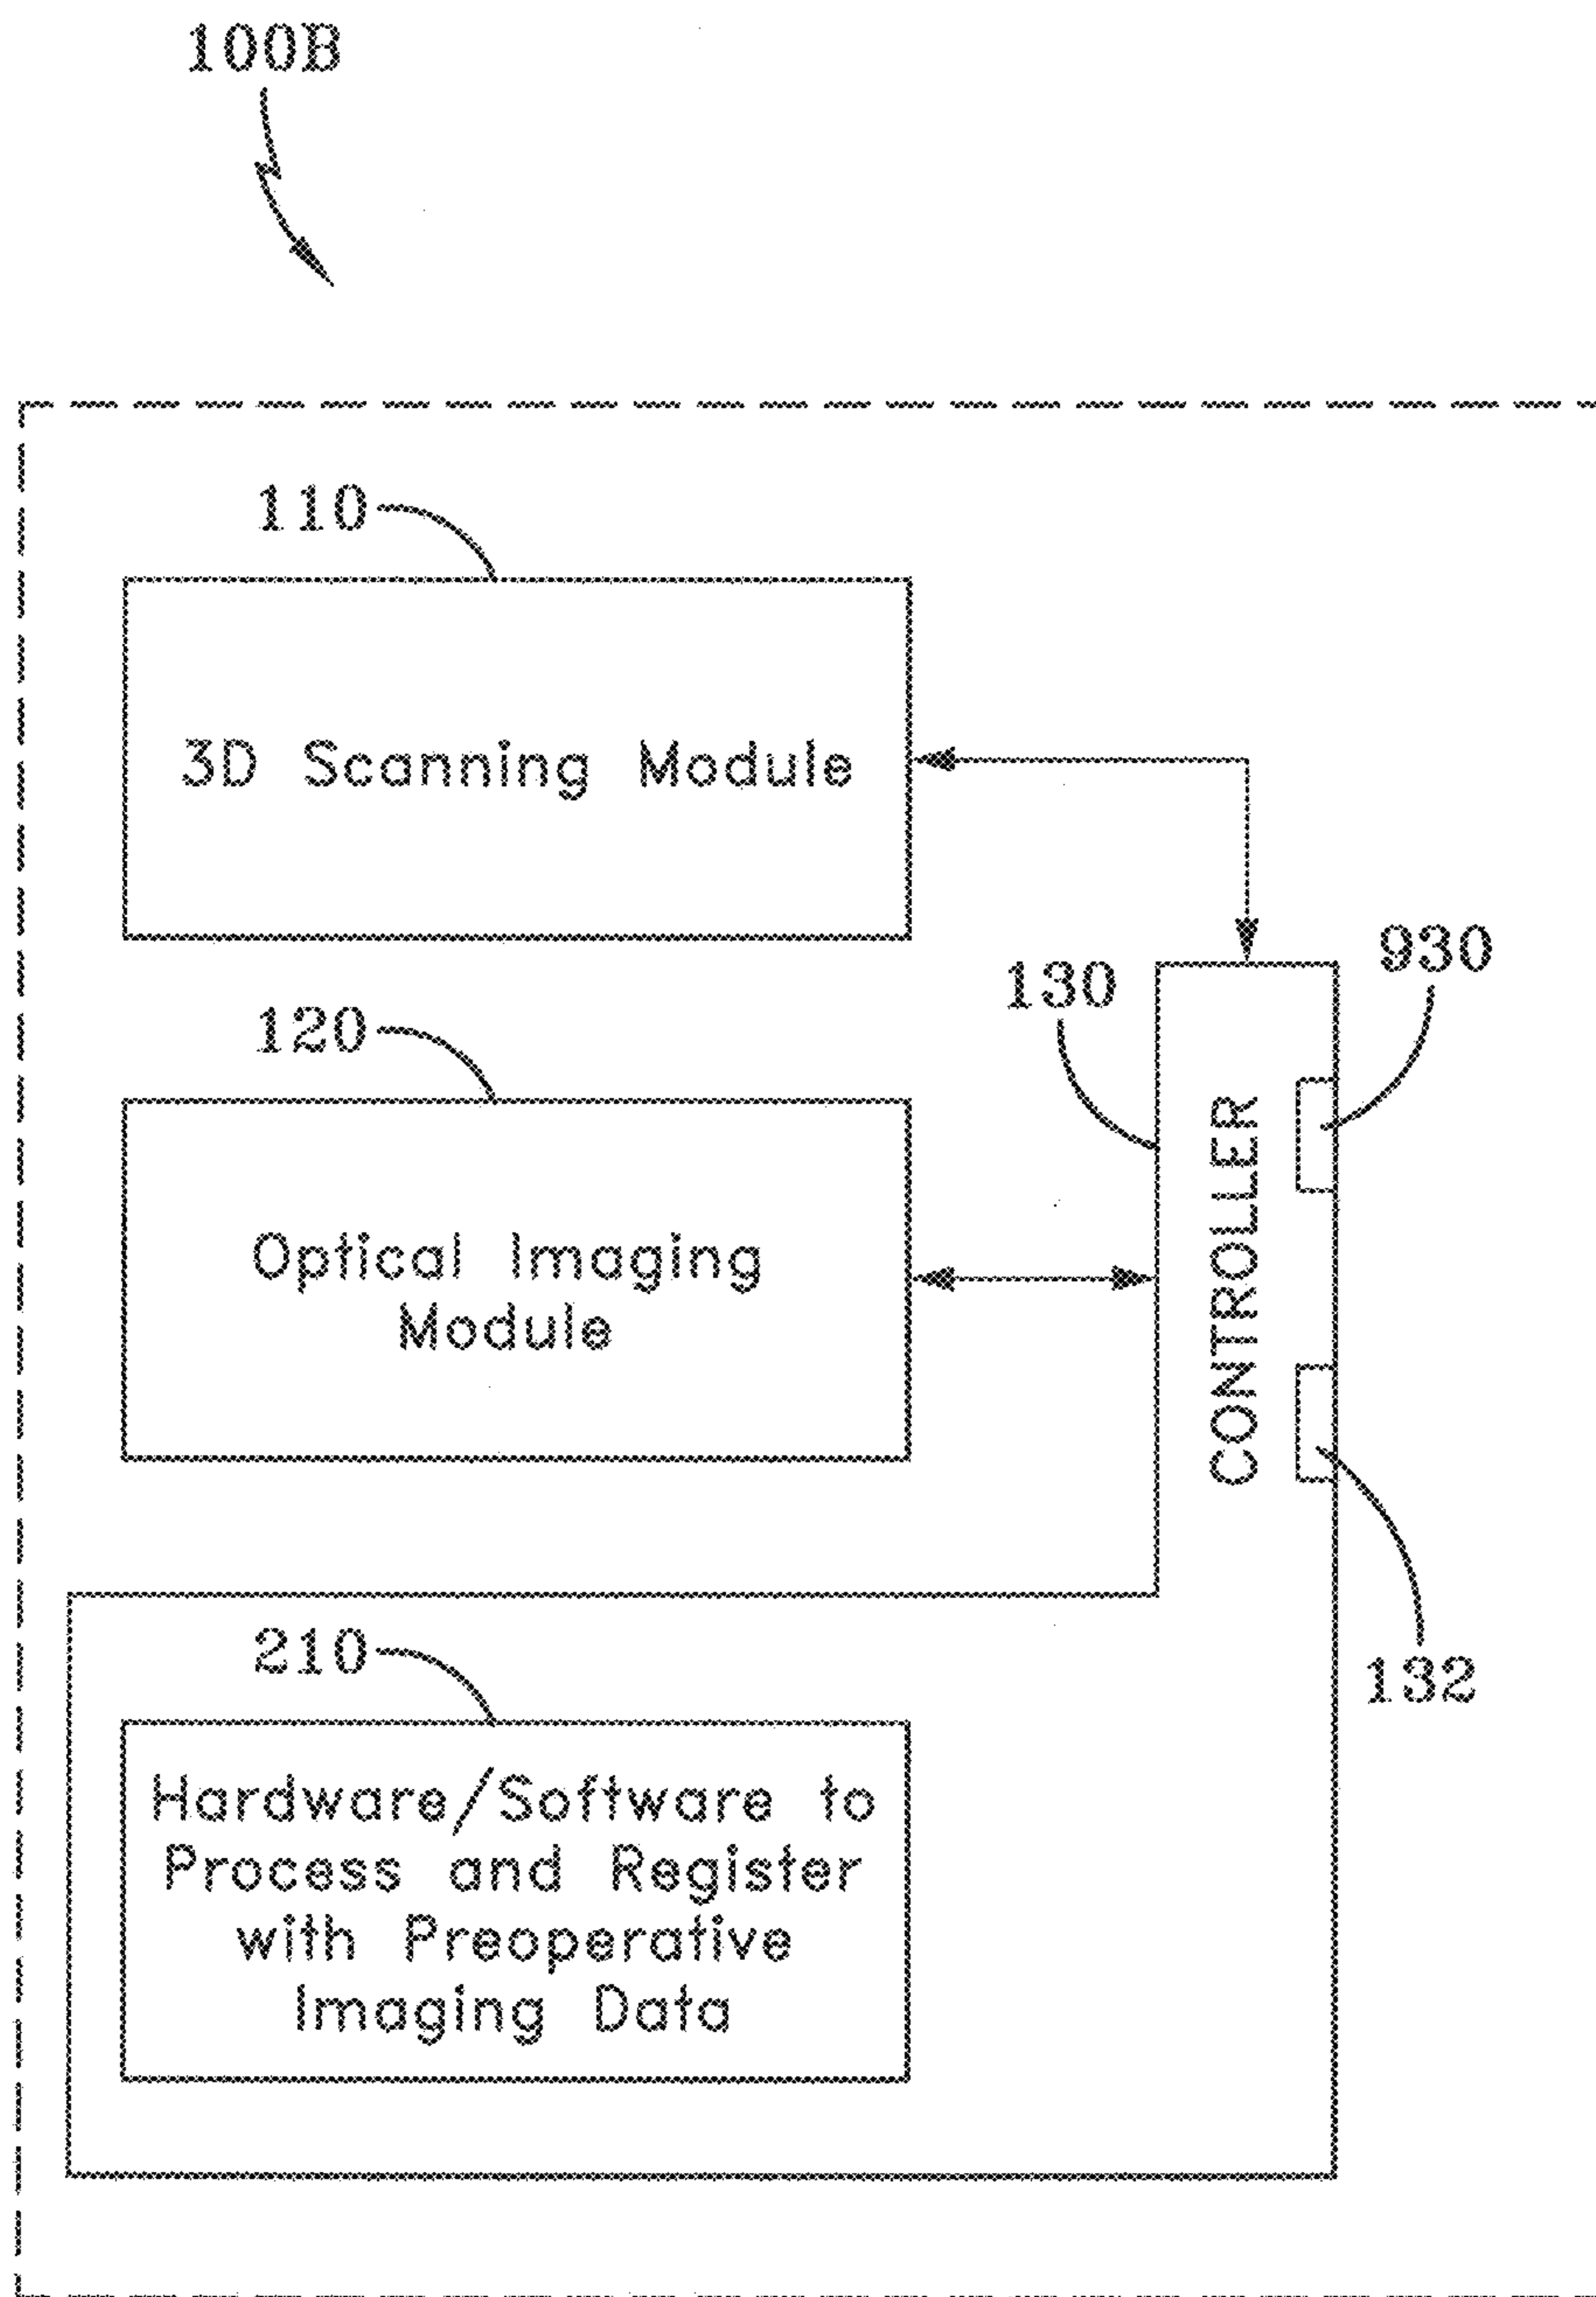 100B
110
3D Scanning Module
930
130
120
CONTROLLER
Optical Imaging
Module
210
132
Hardware/Software to
Process and Register
with Preoperative
Imaging Data